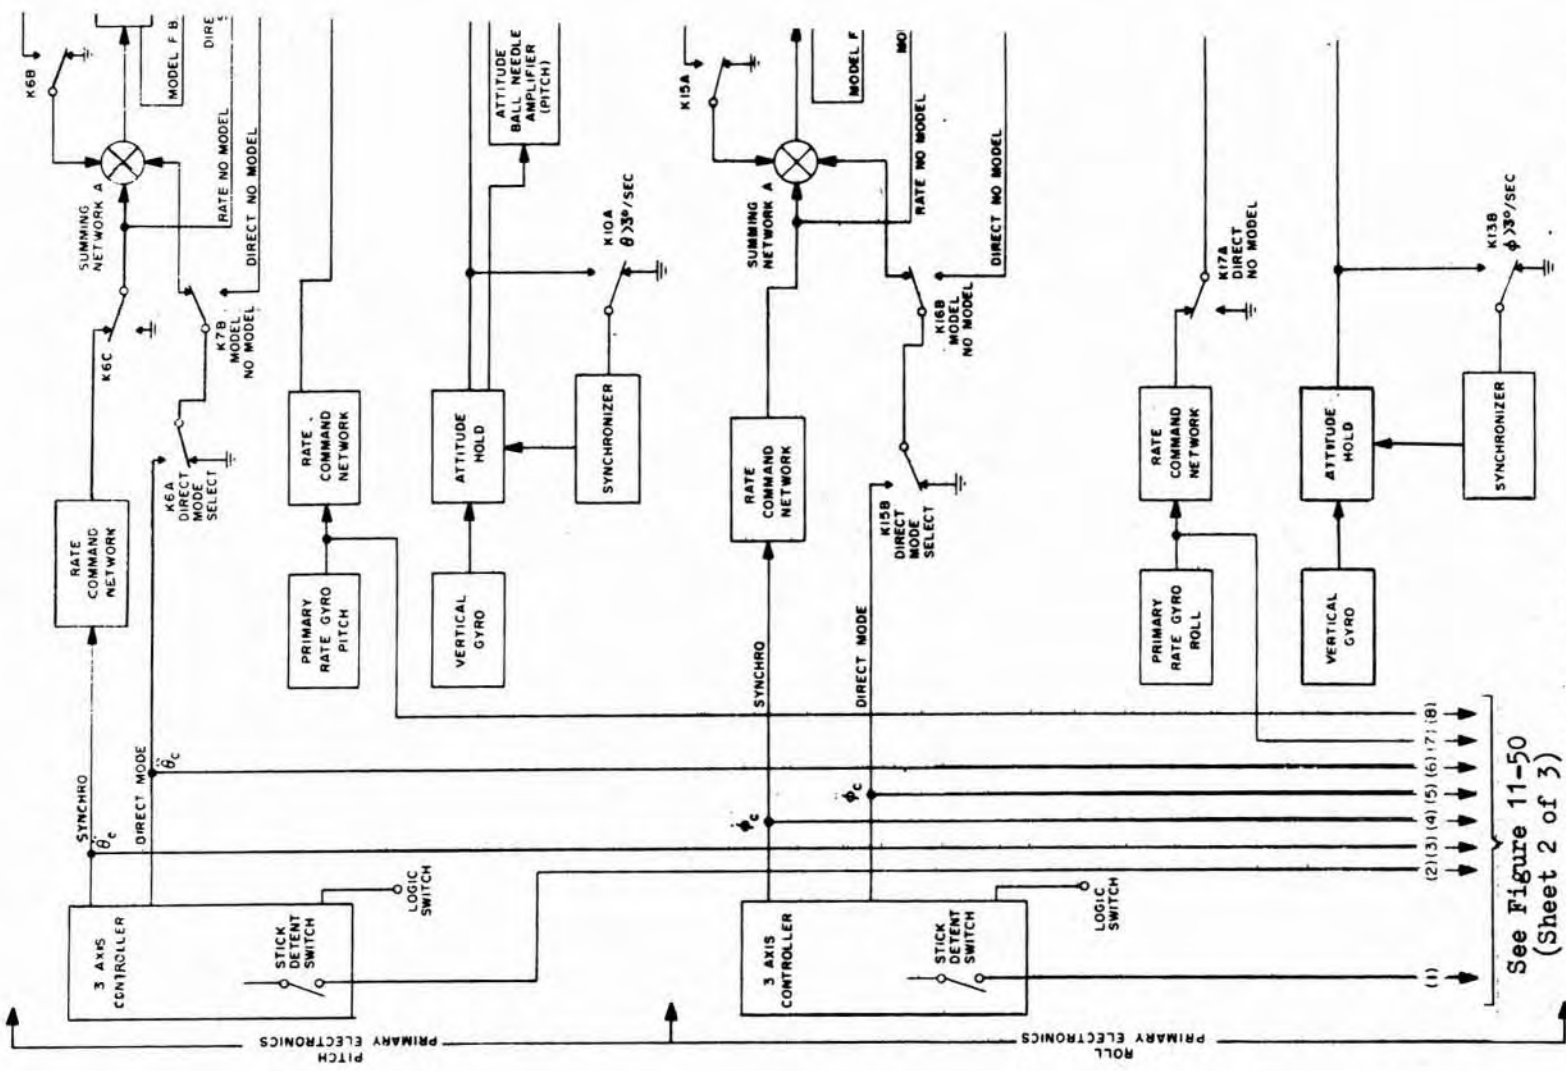 K6B
MODEL F B.
DIRE
SUMMING
NETWORK A
RATE NO MODEL
DIRECT NO MODEL
K6C
K7B
MODEL
NO MODEL
K6A
DIRECT
MODE
SELECT
RATE
COMMAND
NETWORK
SYNCHRO
DIRECT MODE
3 AXIS
CONTROLLER
STICK
DETENT
SWITCH
LOGIC
SWITCH
PITCH
PRIMARY ELECTRONICS
ATTITUDE
BALL NEEDLE
AMPLIFIER
(PITCH)
RATE
COMMAND
NETWORK
PRIMARY
RATE GYRO
PITCH
ATTITUDE
HOLD
VERTICAL
GYRO
SYNCHRONIZER
K10A
θ >3°/SEC
K15A
MODEL F
MO
SUMMING
NETWORK A
RATE NO MODEL
DIRECT NO MODEL
K16B
MODEL
NO MODEL
K15B
DIRECT
MODE
SELECT
RATE
COMMAND
NETWORK
SYNCHRO
DIRECT MODE
3 AXIS
CONTROLLER
STICK
DETENT
SWITCH
LOGIC
SWITCH
ROLL
PRIMARY ELECTRONICS
K17A
DIRECT
NO MODEL
RATE
COMMAND
NETWORK
PRIMARY
RATE GYRO
ROLL
ATTITUDE
HOLD
VERTICAL
GYRO
SYNCHRONIZER
K13B
φ >3°/SEC
(1) (2) (3) (4) (5) (6) (7) (8)
See Figure 11-50
(Sheet 2 of 3)